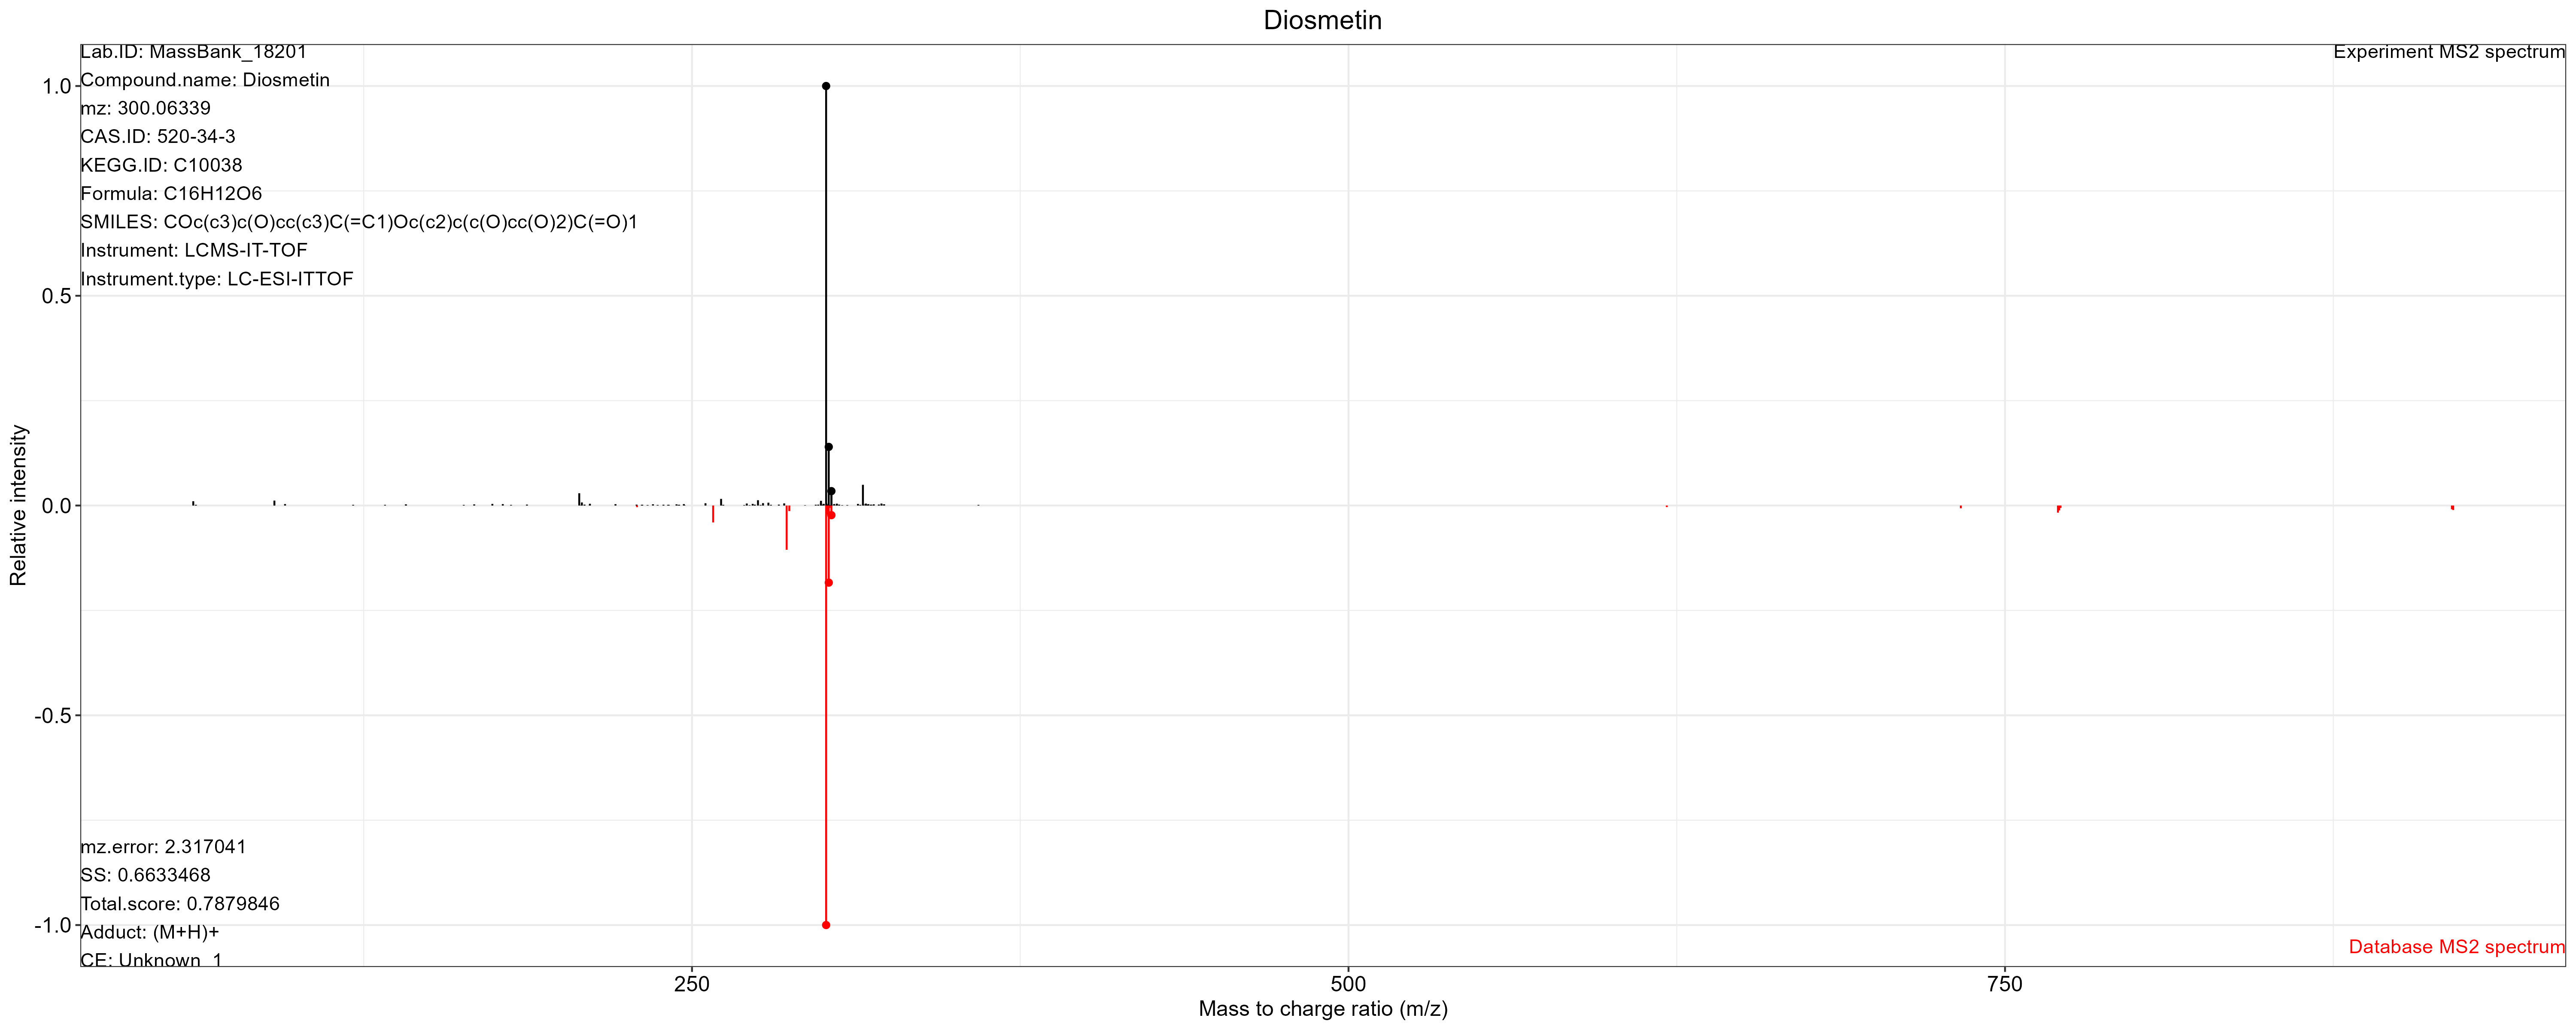 Diosmetin
Lab.ID: MassBank_18201
Experiment MS2 spectrum
Compound.name: Diosmetin
mz: 300.06339
CAS.ID: 520-34-3
KEGG.ID: C10038
Formula: C16H12O6
SMILES: COc(c3)c(O)cc(c3)C(=C1)Oc(c2)c(c(O)cc(O)2)C(=O)1
Instrument: LCMS-IT-TOF
Instrument.type: LC-ESI-ITTOF
1.0
0.5
0.0
-0.5
-1.0
Relative intensity
mz.error: 2.317041
SS: 0.6633468
Total.score: 0.7879846
Adduct: (M+H)+
CE: Unknown_1
Database MS2 spectrum
250
500
750
Mass to charge ratio (m/z)